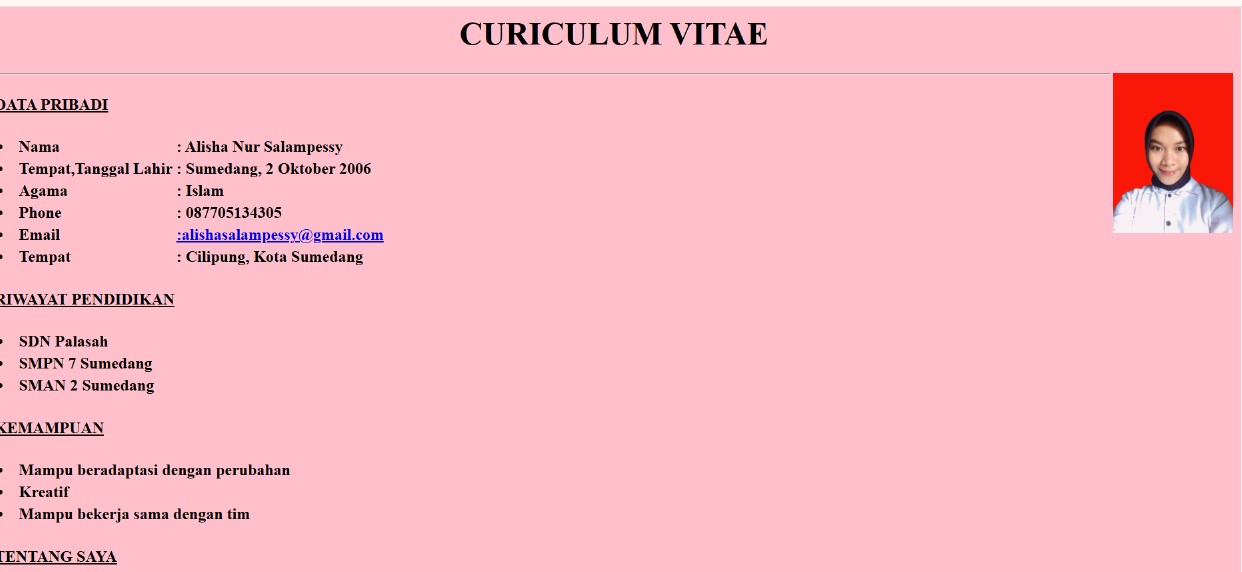 CURICULUM VITAE
DATA PRIBADI
• Nama : Alisha Nur Salampessy
• Tempat,Tanggal Lahir : Sumedang, 2 Oktober 2006
• Agama : Islam
• Phone : 087705134305
• Email :alishasalampessy@gmail.com
• Tempat : Cilipung, Kota Sumedang
RIWAYAT PENDIDIKAN
• SDN Palasah
• SMPN 7 Sumedang
• SMAN 2 Sumedang
KEMAMPUAN
• Mampu beradaptasi dengan perubahan
• Kreatif
• Mampu bekerja sama dengan tim
TENTANG SAYA